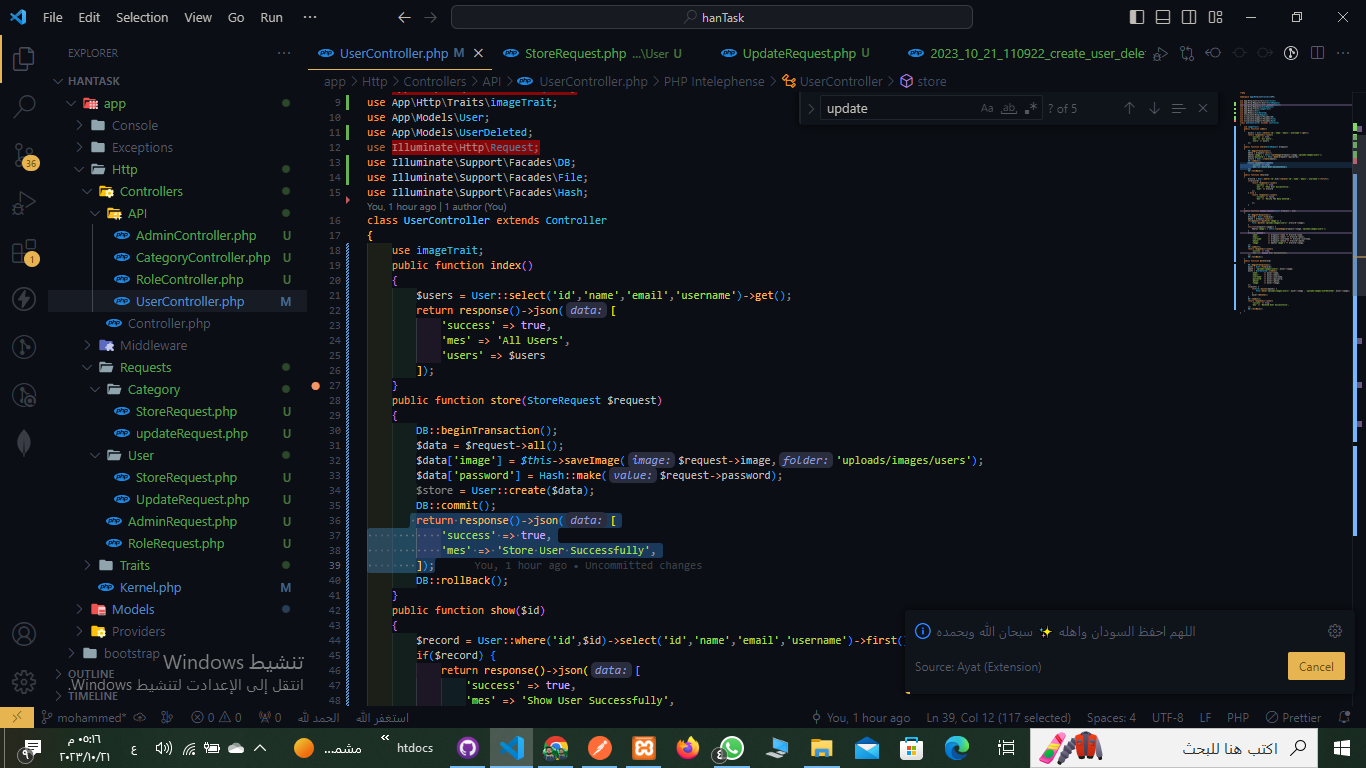 File Edit Selection View Go Run ··· hanTask
EXPLORER ···
UserController.php M StoreRequest.php ...\User U UpdateRequest.php U 2023_10_21_110922_create_user_dele
app > Http > Controllers > API > UserController.php > PHP Intelephense > UserController > store
update Aa ab .* ? of 5
HANTASK
app
Console
Exceptions
Http
Controllers
API
AdminController.php U
CategoryController.php U
RoleController.php U
UserController.php M
Controller.php
Middleware
Requests
Category
StoreRequest.php U
updateRequest.php U
User
StoreRequest.php U
UpdateRequest.php U
AdminRequest.php U
RoleRequest.php U
Traits
Kernel.php M
Models
Providers
bootstrap
OUTLINE
TIMELINE
36
1
9 use App\Http\Traits\imageTrait;
10 use App\Models\User;
11 use App\Models\UserDeleted;
12 use Illuminate\Http\Request;
13 use Illuminate\Support\Facades\DB;
14 use Illuminate\Support\Facades\File;
15 use Illuminate\Support\Facades\Hash;
You, 1 hour ago | 1 author (You)
16 class UserController extends Controller
17 {
18 use imageTrait;
19 public function index()
20 {
21 $users = User::select('id','name','email','username')->get();
22 return response()->json( data: [
23 'success' => true,
24 'mes' => 'All Users',
25 'users' => $users
26 ]);
27 }
28 public function store(StoreRequest $request)
29 {
30 DB::beginTransaction();
31 $data = $request->all();
32 $data['image'] = $this->saveImage( image: $request->image, folder: 'uploads/images/users');
33 $data['password'] = Hash::make( value: $request->password);
34 $store = User::create($data);
35 DB::commit();
36 return response()->json( data: [
37 'success' => true,
38 'mes' => 'Store User Successfully',
39 ]); You, 1 hour ago • Uncommitted changes
40 DB::rollBack();
41 }
42 public function show($id)
43 {
44 $record = User::where('id',$id)->select('id','name','email','username')->first()
45 if($record) {
46 return response()->json( data: [
47 'success' => true,
48 'mes' => 'Show User Successfully',
اللهم احفظ السودان واهله ✨ سبحان الله وبحمده
Source: Ayat (Extension)
Cancel
تنشيط Windows
انتقل إلى الإعدادت لتنشيط Windows.
mohammed* 0 0 0 الحمد لله استغفر الله You, 1 hour ago Ln 39, Col 12 (117 selected) Spaces: 4 UTF-8 LF PHP Prettier
٠٥:١٦ م
٢٠٢٣/١٠/٢١
٩
ع
مشمـ...
htdocs
٤
اكتب هنا للبحث